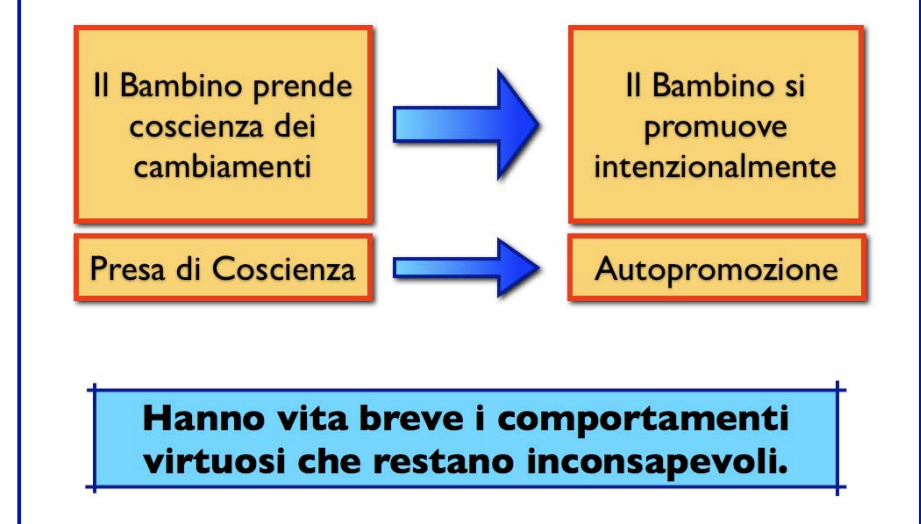 Il Bambino prende
coscienza dei
cambiamenti
Il Bambino si
promuove
intenzionalmente
Presa di Coscienza
Autopromozione
Hanno vita breve i comportamenti
virtuosi che restano inconsapevoli.